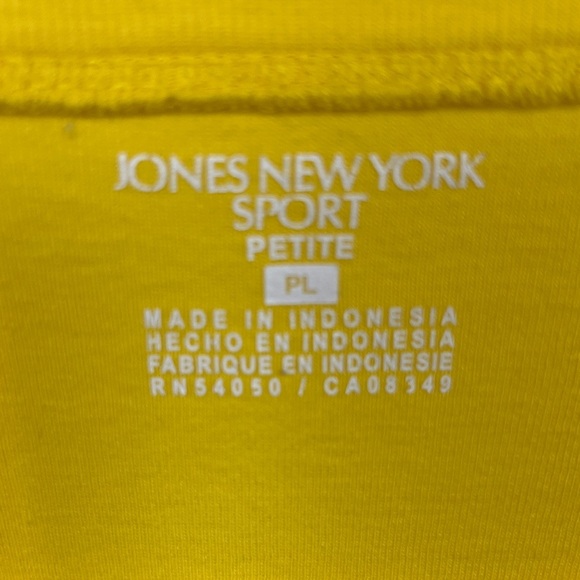 JONES NEW YORK
SPORT
PETITE
PL
MADE IN INDONESIA
HECHO EN INDONESIA
FABRIQUE EN INDONESIE
RN54050 / CA08349